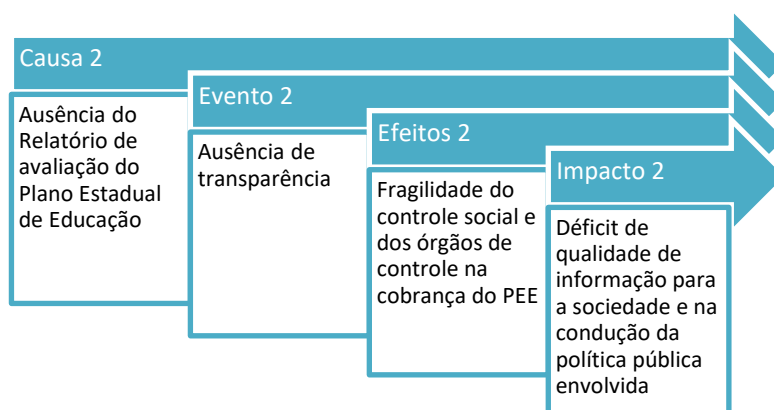 Causa 2
Ausência do
Relatório de
avaliação do
Plano Estadual
de Educação
Evento 2
Ausência de
transparência
Efeitos 2
Fragilidade do
controle social e
dos órgãos de
controle na
cobrança do PEE
Impacto 2
Déficit de
qualidade de
informação para
a sociedade e na
condução da
política pública
envolvida